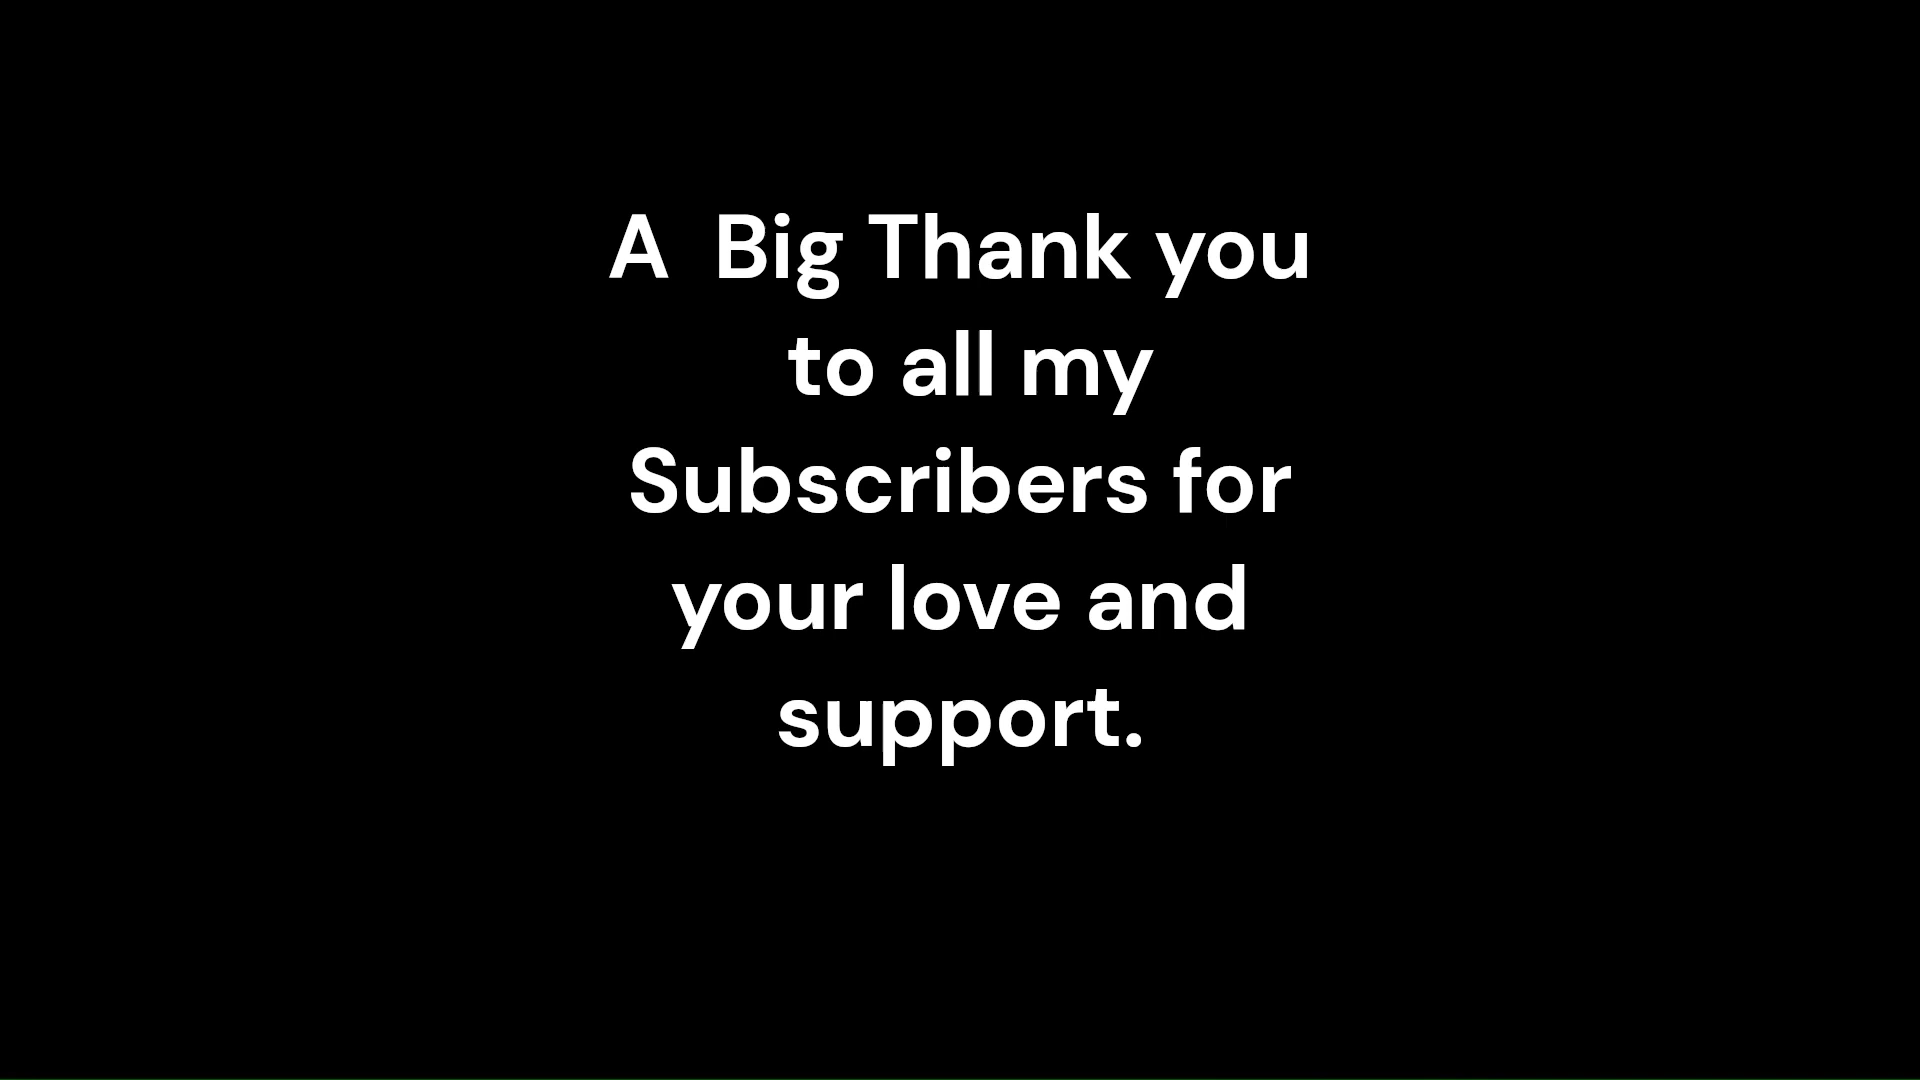 A  Big Thank you
to all my
Subscribers for
your love and
support.